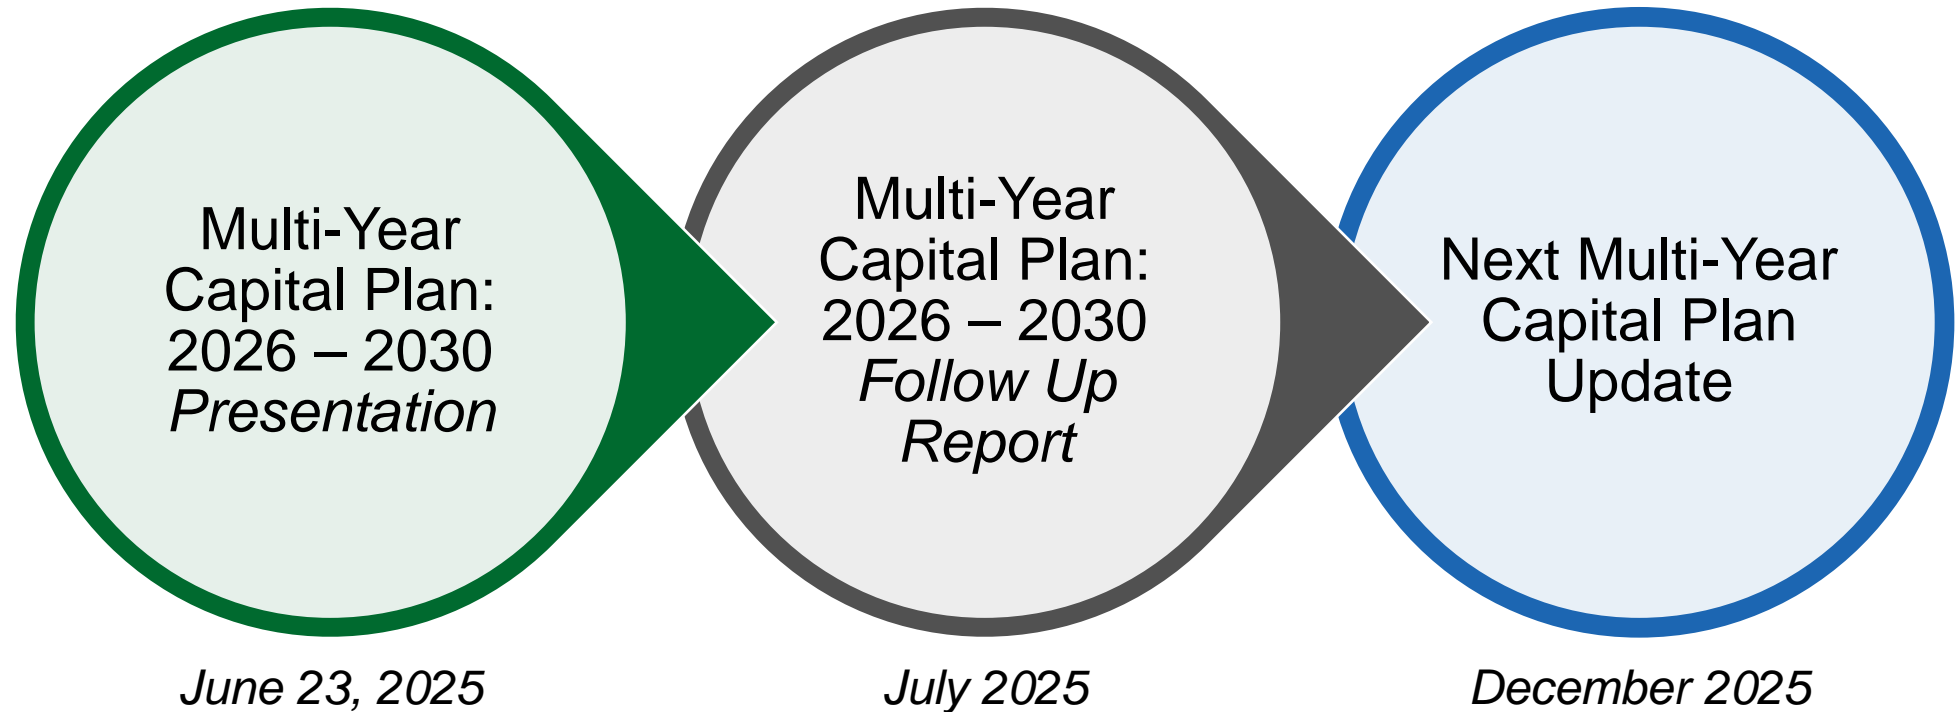 Multi-Year
Capital Plan:
2026 – 2030
Presentation
June 23, 2025
Multi-Year
Capital Plan:
2026 – 2030
Follow Up
Report
July 2025
Next Multi-Year
Capital Plan
Update
December 2025